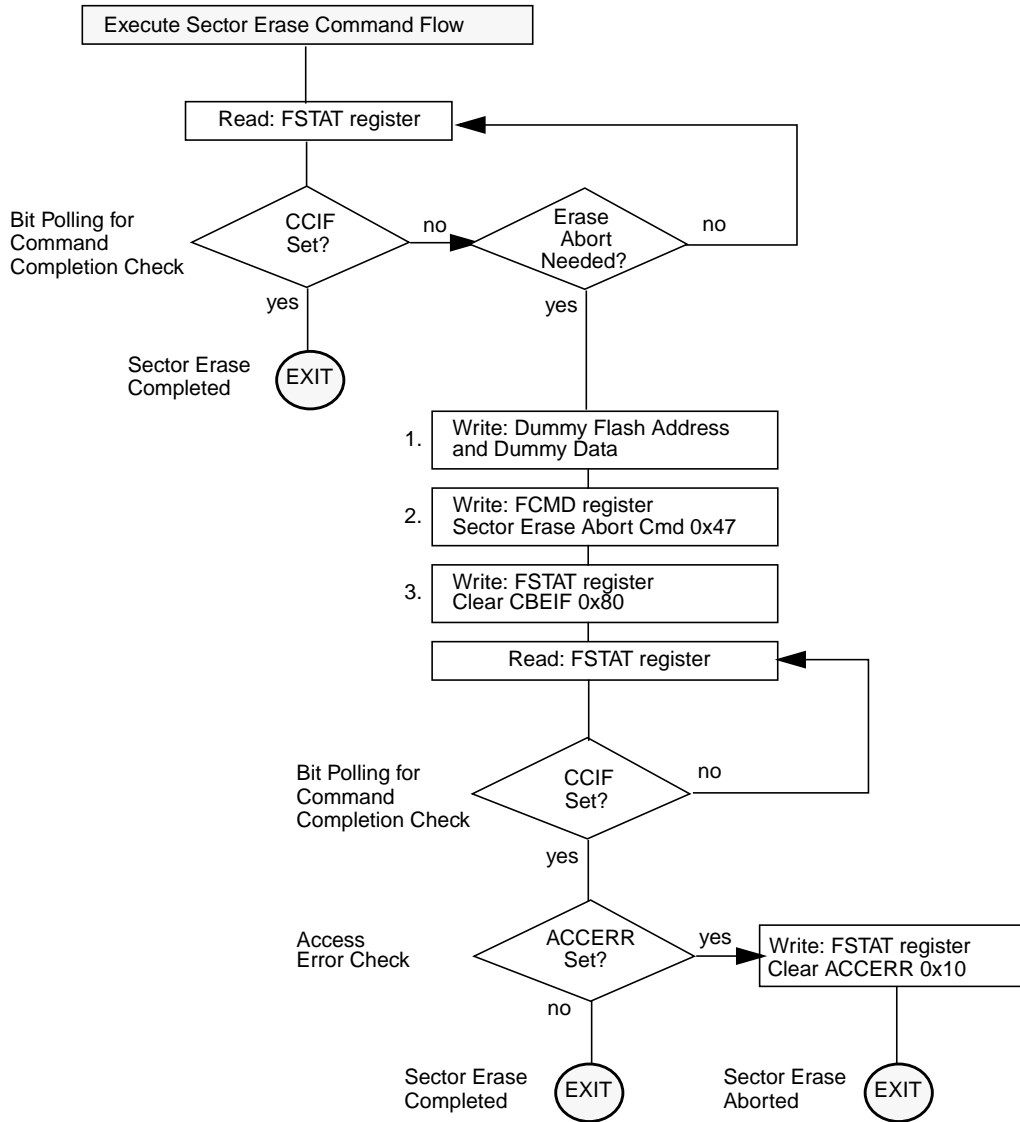 Execute Sector Erase Command Flow
Read: FSTAT register
Bit Polling for
Command
Completion Check
CCIF
Set?
no
Erase
Abort
Needed?
no
yes
yes
Sector Erase
Completed
EXIT
1.
Write: Dummy Flash Address
and Dummy Data
2.
Write: FCMD register
Sector Erase Abort Cmd 0x47
3.
Write: FSTAT register
Clear CBEIF 0x80
Read: FSTAT register
Bit Polling for
Command
Completion Check
CCIF
Set?
no
yes
Access
Error Check
ACCERR
Set?
yes
Write: FSTAT register
Clear ACCERR 0x10
no
Sector Erase
Completed
EXIT
Sector Erase
Aborted
EXIT